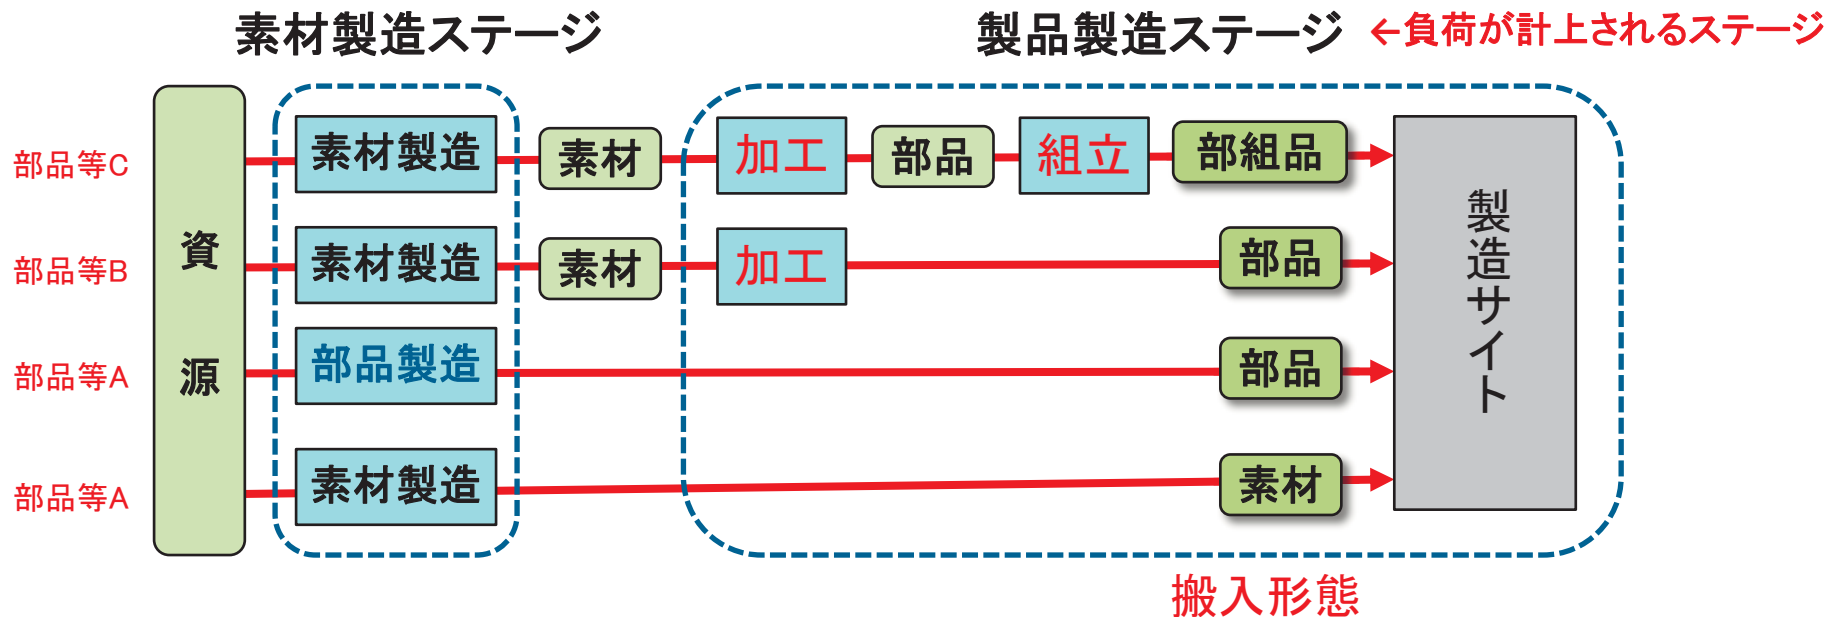 素材製造ステージ
製品製造ステージ ←負荷が計上されるステージ
部品等C
素材製造
素材
加工
部品
組立
部組品
部品等B
素材製造
素材
加工
部品
部品等A
部品製造
部品
部品等A
素材製造
素材
資源
製造サイト
搬入形態